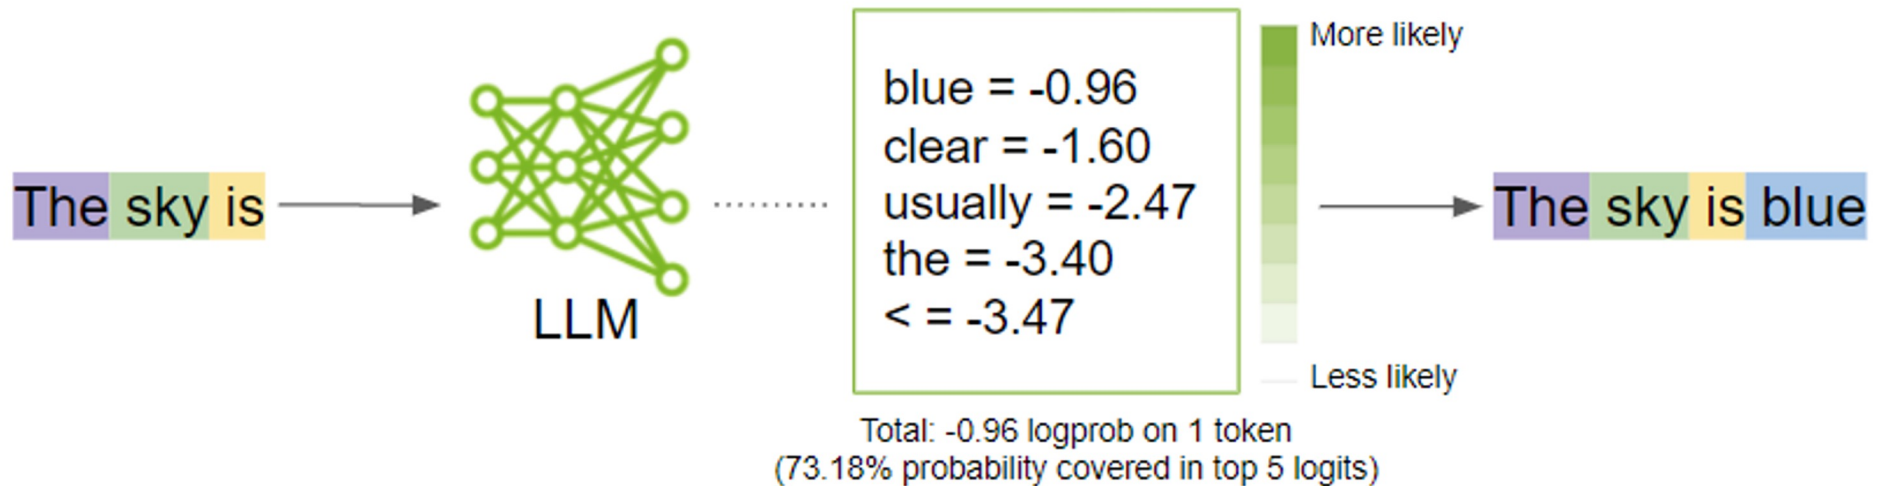 The sky is
LLM
blue = -0.96
clear = -1.60
usually = -2.47
the = -3.40
< = -3.47
Total: -0.96 logprob on 1 token
(73.18% probability covered in top 5 logits)
More likely
Less likely
The sky is blue